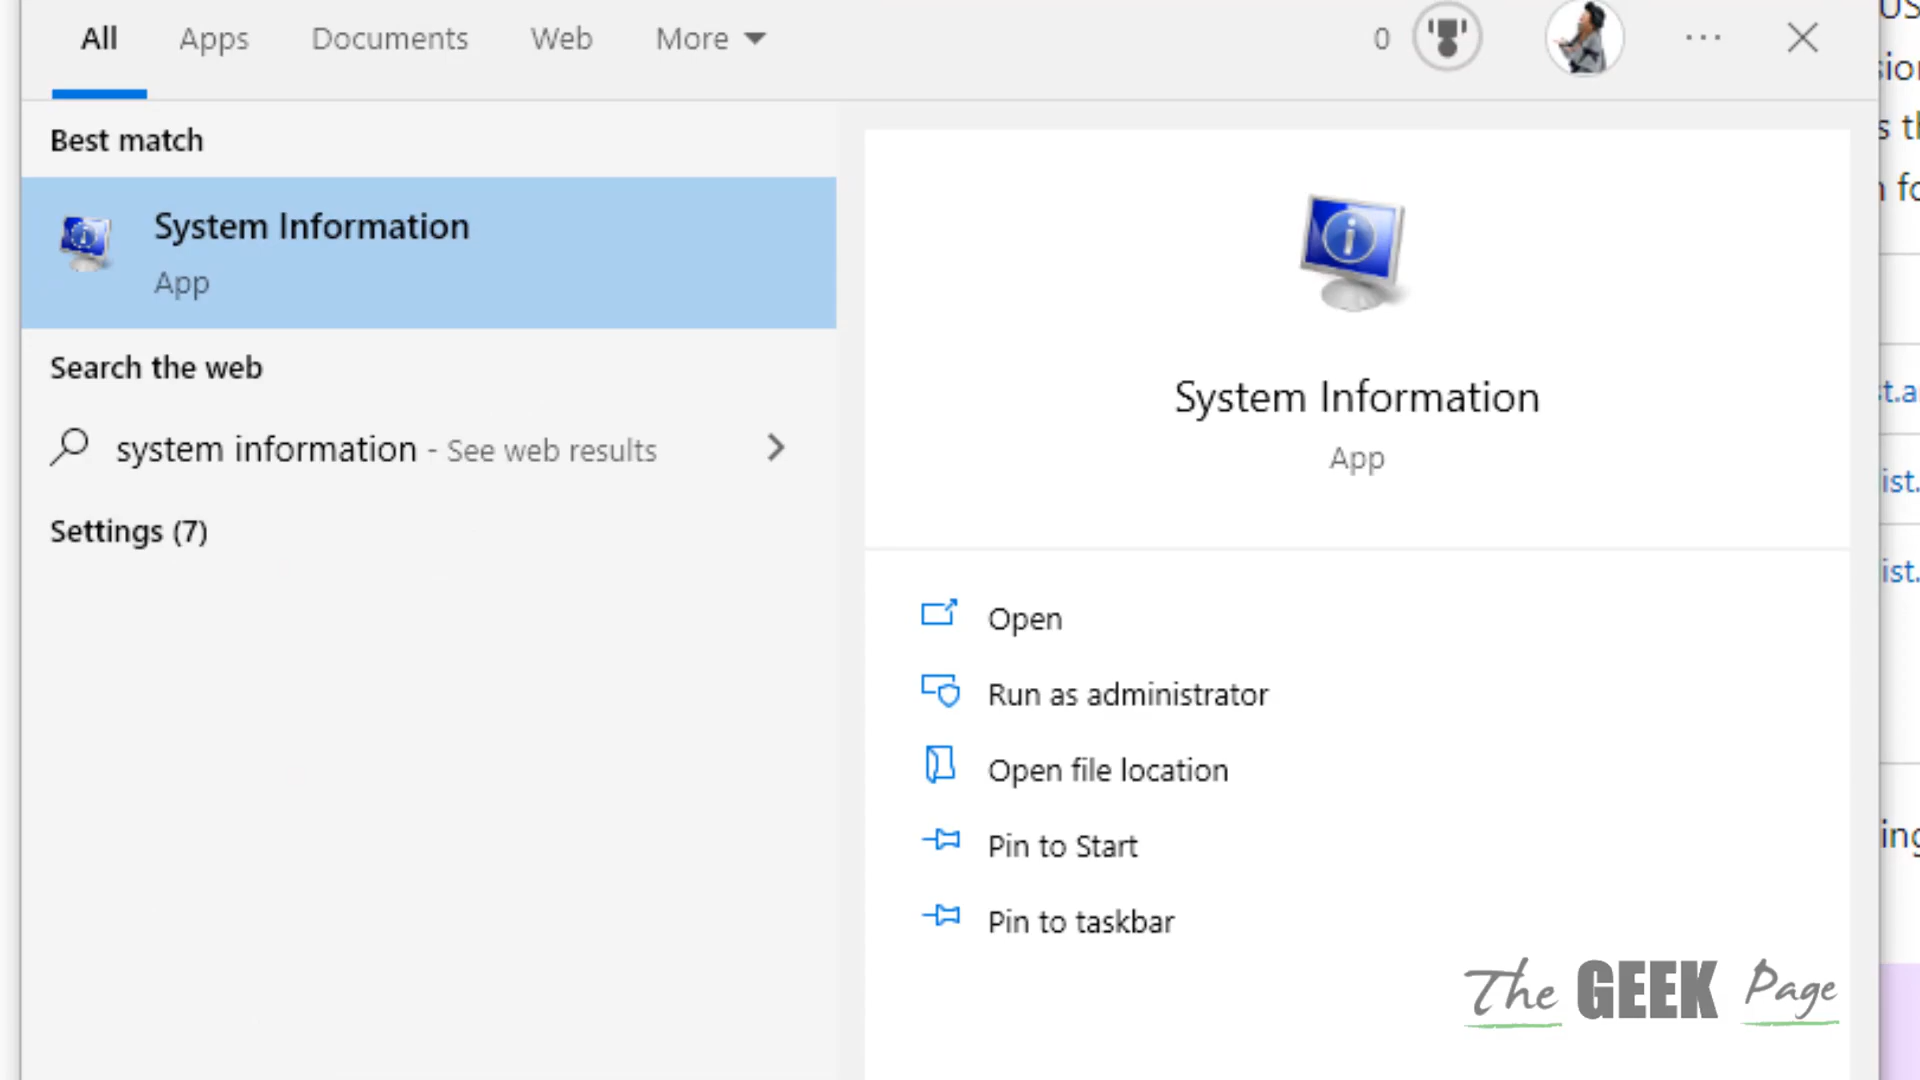 All Apps Documents Web More 0
Best match
System Information
App
Search the web
system information - See web results
Settings (7)
System Information
App
Open
Run as administrator
Open file location
Pin to Start
Pin to taskbar
The GEEK Page